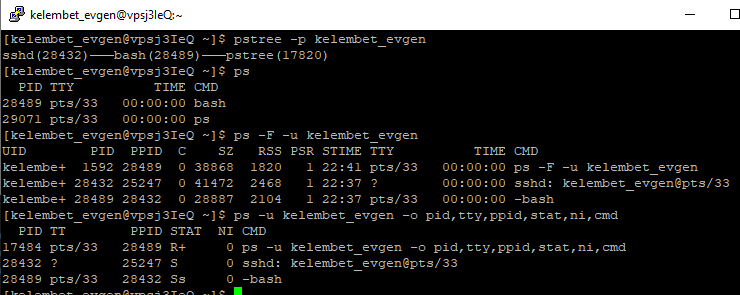 kelembet_evgen@vpsj3IeQ:~
[kelembet_evgen@vpsj3IeQ ~]$ pstree -p kelembet_evgen
sshd(28432)───bash(28489)───pstree(17820)
[kelembet_evgen@vpsj3IeQ ~]$ ps
  PID TTY          TIME CMD
28489 pts/33   00:00:00 bash
29071 pts/33   00:00:00 ps
[kelembet_evgen@vpsj3IeQ ~]$ ps -F -u kelembet_evgen
UID        PID  PPID  C    SZ   RSS PSR STIME TTY          TIME CMD
kelembe+  1592 28489  0 38868  1820   1 22:41 pts/33   00:00:00 ps -F -u kelembet_evgen
kelembe+ 28432 25247  0 41472  2468   1 22:37 ?        00:00:00 sshd: kelembet_evgen@pts/33
kelembe+ 28489 28432  0 28887  2104   1 22:37 pts/33   00:00:00 -bash
[kelembet_evgen@vpsj3IeQ ~]$ ps -u kelembet_evgen -o pid,tty,ppid,stat,ni,cmd
  PID TT        PPID STAT  NI CMD
17484 pts/33   28489 R+     0 ps -u kelembet_evgen -o pid,tty,ppid,stat,ni,cmd
28432 ?        25247 S      0 sshd: kelembet_evgen@pts/33
28489 pts/33   28432 Ss     0 -bash
[kelembet_evgen@vpsj3IeQ ~]$